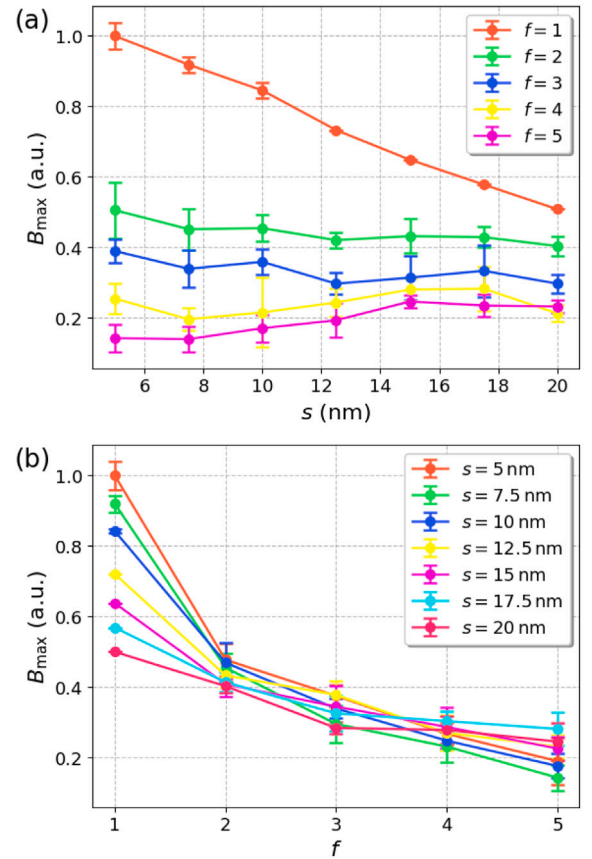 (a)
1.0
0.8
0.6
0.4
0.2
B_max (a.u.)
f = 1
f = 2
f = 3
f = 4
f = 5
6 8 10 12 14 16 18 20
s (nm)
(b)
1.0
0.8
0.6
0.4
0.2
B_max (a.u.)
s = 5 nm
s = 7.5 nm
s = 10 nm
s = 12.5 nm
s = 15 nm
s = 17.5 nm
s = 20 nm
1 2 3 4 5
f